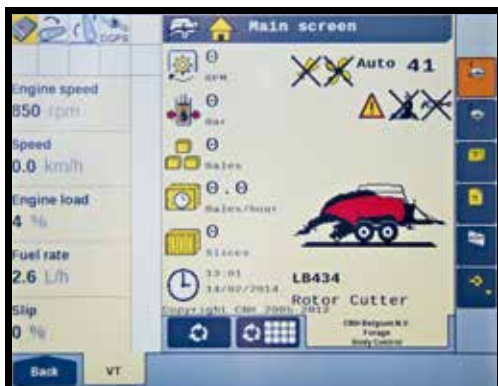 DGPS
Main screen
Engine speed
850 rpm
Speed
0.0 km/h
Engine load
4 %
Fuel rate
2.6 L/h
Slip
0 %
Back
VT
0
RPM
0
Bar
0
Bales
0.0
Bales/hour
0
Slices
13:01
14/02/2014
Copyright CNH 2005-2012
Auto 41
LB434
Rotor Cutter
CNH Belgium N.V.
Forage
Body Control